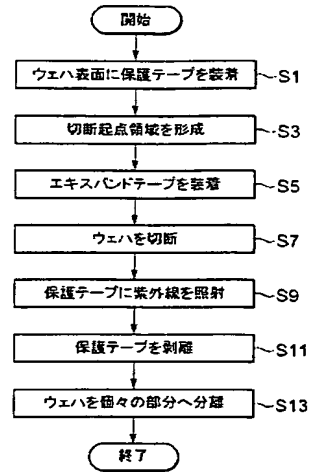 開始
ウェハ表面に保護テープを装着
S1
切断起点領域を形成
S3
エキスパンドテープを装着
S5
ウェハを切断
S7
保護テープに紫外線を照射
S9
保護テープを剥離
S11
ウェハを個々の部分へ分離
S13
終了